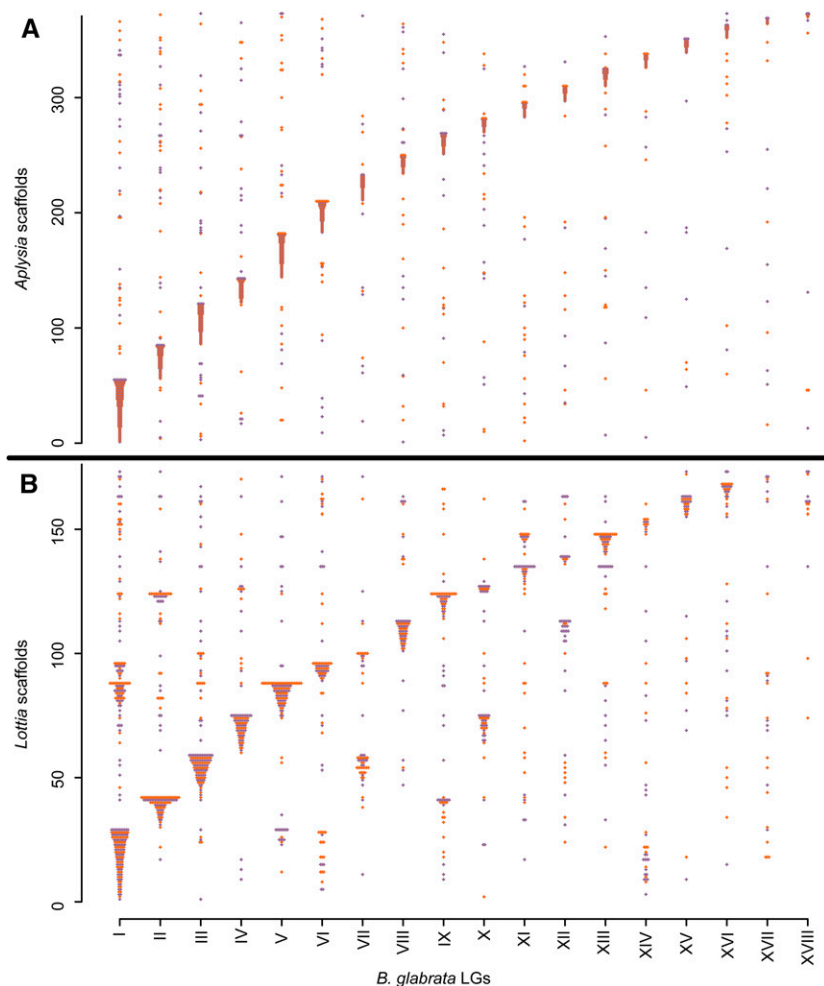 A
Aplysia scaffolds
300
200
100
0
B
Lottia scaffolds
150
100
50
0
I II III IV V VI VII VIII IX X XI XII XIII XIV XV XVI XVII XVIII
B. glabrata LGs